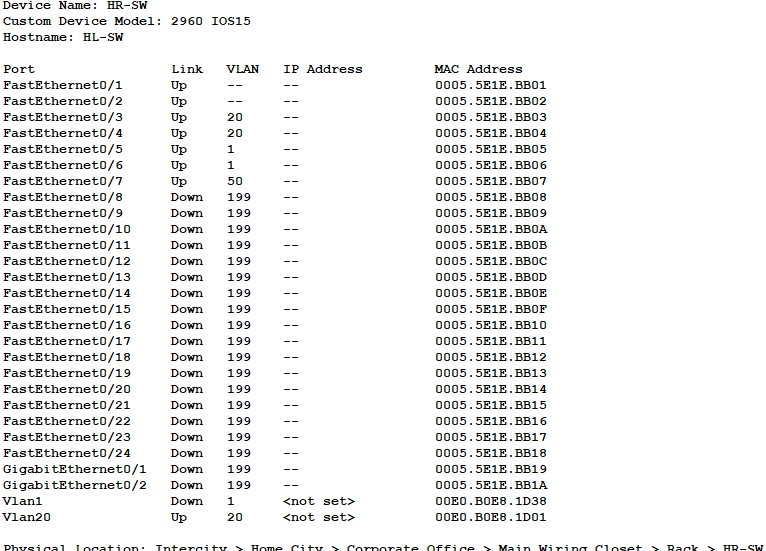 Device Name: HR-SW
Custom Device Model: 2960 IOS15
Hostname: HL-SW
Port Link VLAN IP Address MAC Address
FastEthernet0/1 Up -- -- 0005.5E1E.BB01
FastEthernet0/2 Up -- -- 0005.5E1E.BB02
FastEthernet0/3 Up 20 -- 0005.5E1E.BB03
FastEthernet0/4 Up 20 -- 0005.5E1E.BB04
FastEthernet0/5 Up 1 -- 0005.5E1E.BB05
FastEthernet0/6 Up 1 -- 0005.5E1E.BB06
FastEthernet0/7 Up 50 -- 0005.5E1E.BB07
FastEthernet0/8 Down 199 -- 0005.5E1E.BB08
FastEthernet0/9 Down 199 -- 0005.5E1E.BB09
FastEthernet0/10 Down 199 -- 0005.5E1E.BB0A
FastEthernet0/11 Down 199 -- 0005.5E1E.BB0B
FastEthernet0/12 Down 199 -- 0005.5E1E.BB0C
FastEthernet0/13 Down 199 -- 0005.5E1E.BB0D
FastEthernet0/14 Down 199 -- 0005.5E1E.BB0E
FastEthernet0/15 Down 199 -- 0005.5E1E.BB0F
FastEthernet0/16 Down 199 -- 0005.5E1E.BB10
FastEthernet0/17 Down 199 -- 0005.5E1E.BB11
FastEthernet0/18 Down 199 -- 0005.5E1E.BB12
FastEthernet0/19 Down 199 -- 0005.5E1E.BB13
FastEthernet0/20 Down 199 -- 0005.5E1E.BB14
FastEthernet0/21 Down 199 -- 0005.5E1E.BB15
FastEthernet0/22 Down 199 -- 0005.5E1E.BB16
FastEthernet0/23 Down 199 -- 0005.5E1E.BB17
FastEthernet0/24 Down 199 -- 0005.5E1E.BB18
GigabitEthernet0/1 Down 199 -- 0005.5E1E.BB19
GigabitEthernet0/2 Down 199 -- 0005.5E1E.BB1A
Vlan1 Down 1 <not set> 00E0.B0E8.1D38
Vlan20 Up 20 <not set> 00E0.B0E8.1D01
Physical Location: Intercity > Home City > Corporate Office > Main Wiring Closet > Rack > HR-SW